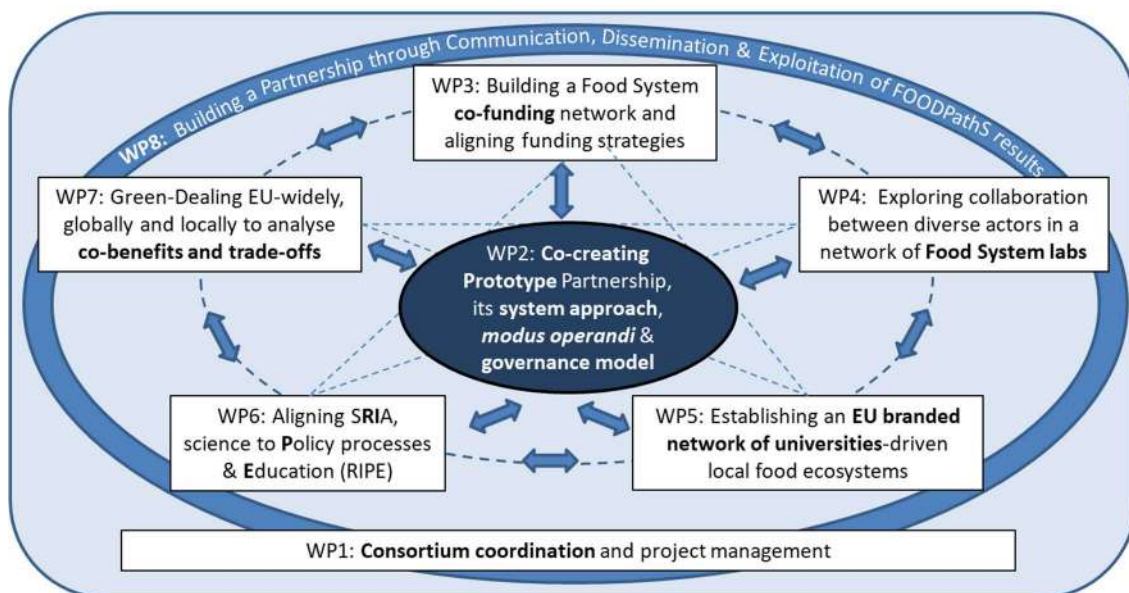 WP8: Building a Partnership through Communication, Dissemination & Exploitation of FOODPathS results
WP3: Building a Food System
co-funding network and
aligning funding strategies
WP7: Green-Dealing EU-widely,
globally and locally to analyse
co-benefits and trade-offs
WP4: Exploring collaboration
between diverse actors in a
network of Food System labs
WP2: Co-creating
Prototype Partnership,
its system approach,
modus operandi &
governance model
WP6: Aligning SRIA,
science to Policy processes
& Education (RIPE)
WP5: Establishing an EU branded
network of universities-driven
local food ecosystems
WP1: Consortium coordination and project management